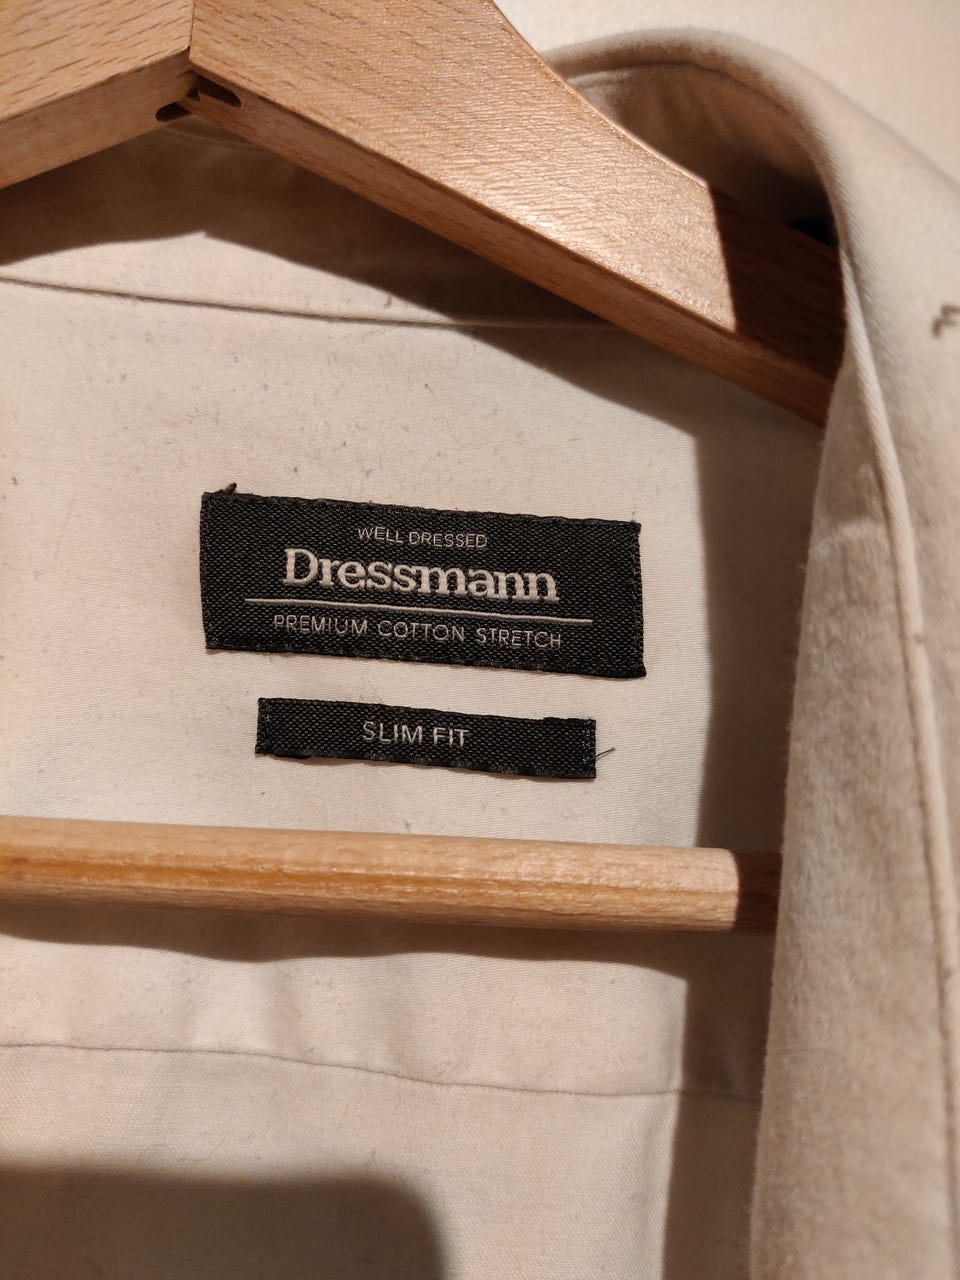 WELL DRESSED
Dressmann
PREMIUM COTTON STRETCH
SLIM FIT